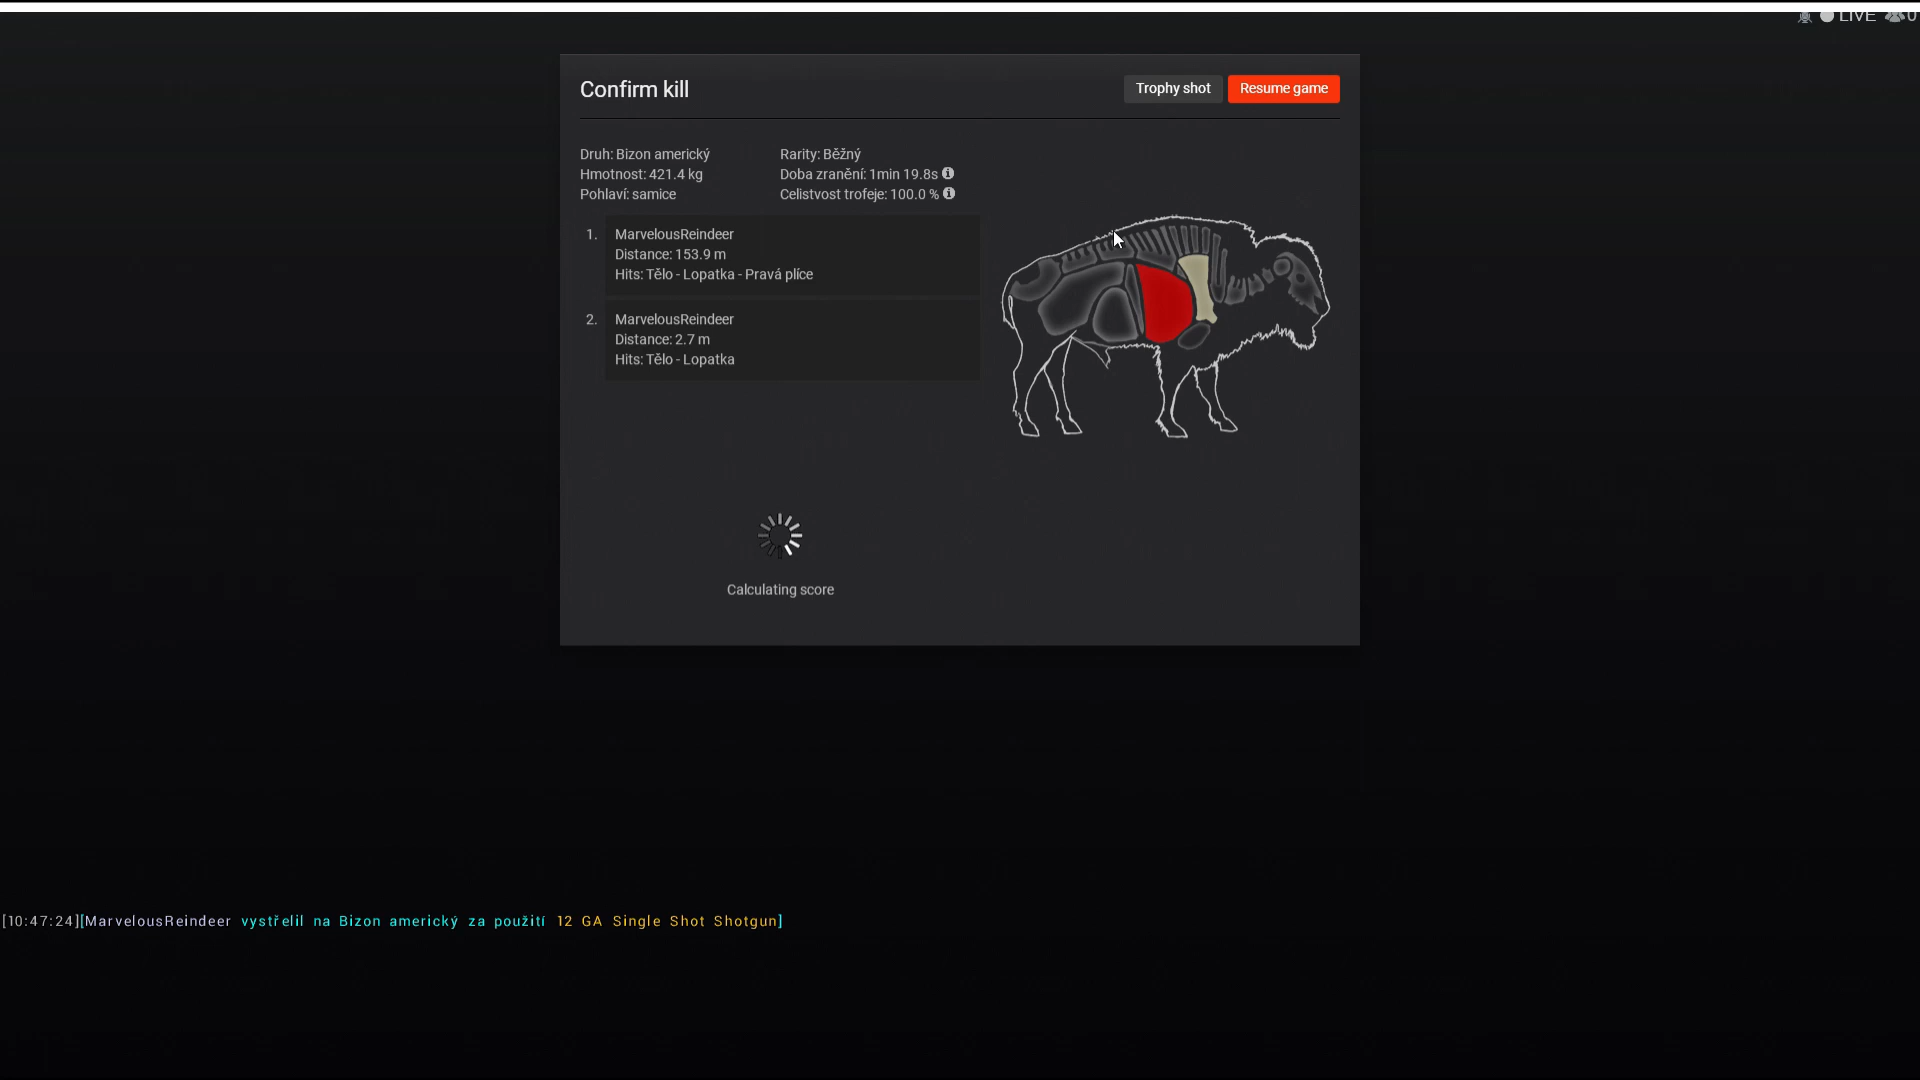 LIVE 0
Confirm kill
Trophy shot
Resume game
Druh: Bizon americký
Hmotnost: 421.4 kg
Pohlaví: samice
Rarity: Běžný
Doba zranění: 1min 19.8s
Celistvost trofeje: 100.0 %
1. MarvelousReindeer
Distance: 153.9 m
Hits: Tělo - Lopatka - Pravá plíce
2. MarvelousReindeer
Distance: 2.7 m
Hits: Tělo - Lopatka
Calculating score
[10:47:24][MarvelousReindeer vystřelil na Bizon americký za použití 12 GA Single Shot Shotgun]